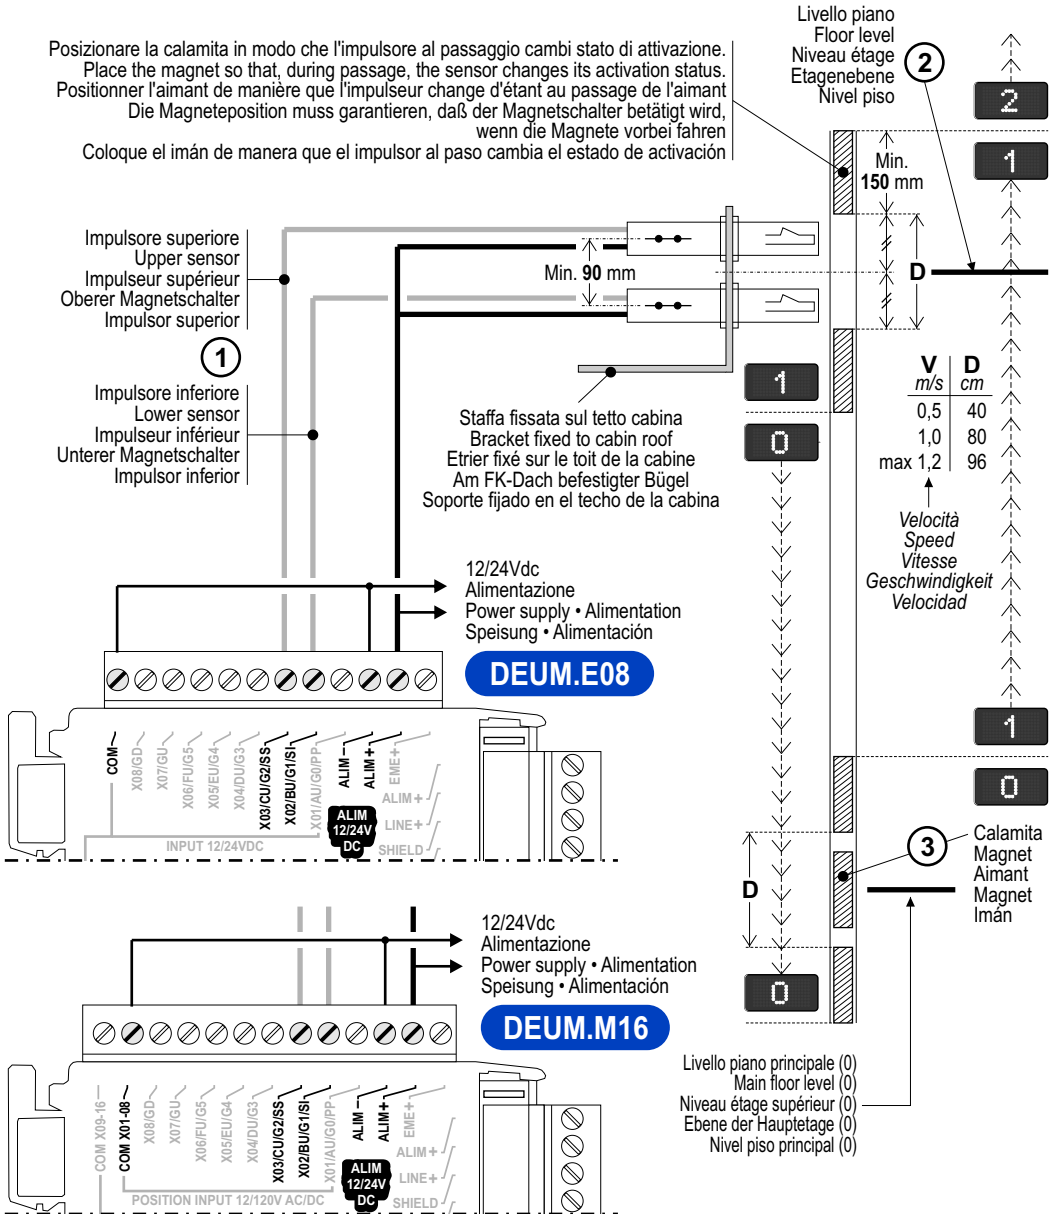 Posizionare la calamita in modo che l'impulsore al passaggio cambi stato di attivazione.
Place the magnet so that, during passage, the sensor changes its activation status.
Positionner l'aimant de manière que l'impulseur change d'étant au passage de l'aimant
Die Magneteposition muss garantieren, daß der Magnetschalter betätigt wird,
wenn die Magnete vorbei fahren
Coloque el imán de manera que el impulsor al paso cambia el estado de activación
Livello piano
Floor level
Niveau étage
Etagenebene
Nivel piso
2
2
1
Min.
150 mm
D
Impulsore superiore
Upper sensor
Impulseur supérieur
Oberer Magnetschalter
Impulsor superior
Min. 90 mm
1
Impulsore inferiore
Lower sensor
Impulseur inférieur
Unterer Magnetschalter
Impulsor inferior
Staffa fissata sul tetto cabina
Bracket fixed to cabin roof
Etrier fixé sur le toit de la cabine
Am FK-Dach befestigter Bügel
Soporte fijado en el techo de la cabina
1
0
V D
m/s cm
0,5 40
1,0 80
max 1,2 96
Velocità
Speed
Vitesse
Geschwindigkeit
Velocidad
12/24Vdc
Alimentazione
Power supply • Alimentation
Speisung • Alimentación
DEUM.E08
COM
X08/GD
X07/GU
X06/FU/G5
X05/EU/G4
X04/DU/G3
X03/CU/G2/SS
X02/BU/G1/SI
X01/AU/G0/PP
ALIM-
ALIM+
EME+
ALIM+
LINE+
SHIELD
ALIM
12/24V
DC
INPUT 12/24VDC
1
0
3
Calamita
Magnet
Aimant
Magnet
Imán
D
0
12/24Vdc
Alimentazione
Power supply • Alimentation
Speisung • Alimentación
DEUM.M16
COM X09-16
COM X01-08
X08/GD
X07/GU
X06/FU/G5
X05/EU/G4
X04/DU/G3
X03/CU/G2/SS
X02/BU/G1/SI
X01/AU/G0/PP
ALIM-
ALIM+
EME+
ALIM+
LINE+
SHIELD
ALIM
12/24V
DC
POSITION INPUT 12/120V AC/DC
Livello piano principale (0)
Main floor level (0)
Niveau étage supérieur (0)
Ebene der Hauptetage (0)
Nivel piso principal (0)